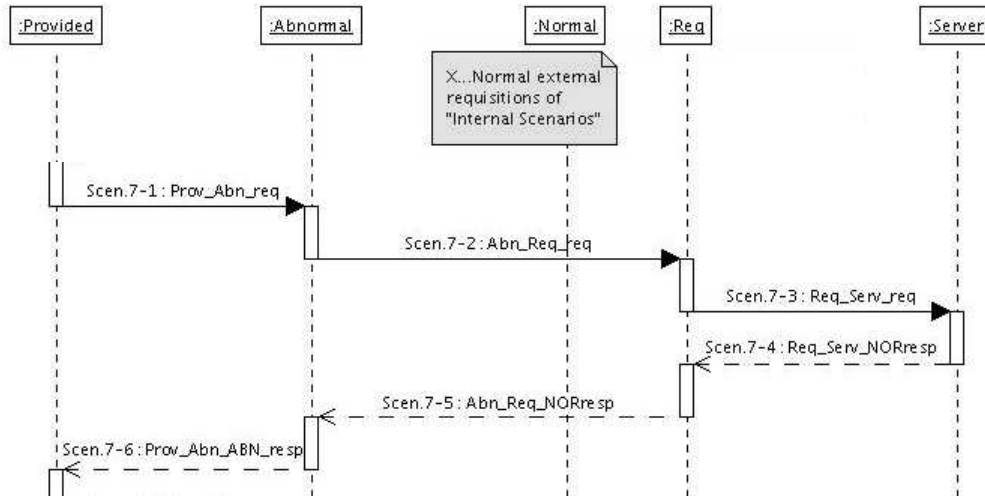 :Provided
:Abnormal
:Normal
:Req
:Server
X...Normal external
requisitions of
"Internal Scenarios"
Scen.7-1: Prov_Abn_req
Scen.7-2: Abn_Req_req
Scen.7-3: Req_Serv_req
Scen.7-4: Req_Serv_NORresp
Scen.7-5: Abn_Req_NORresp
Scen.7-6: Prov_Abn_ABN_resp